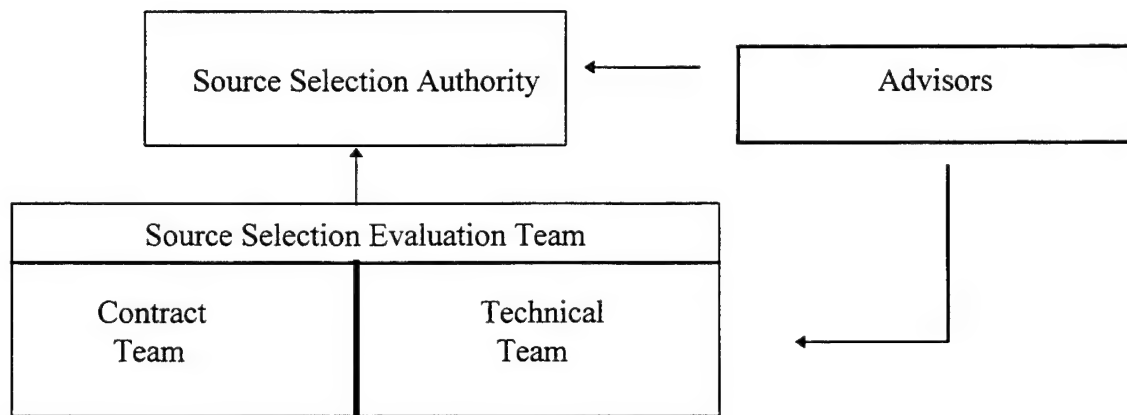 Source Selection Authority
Advisors
Source Selection Evaluation Team
Contract
Team
Technical
Team